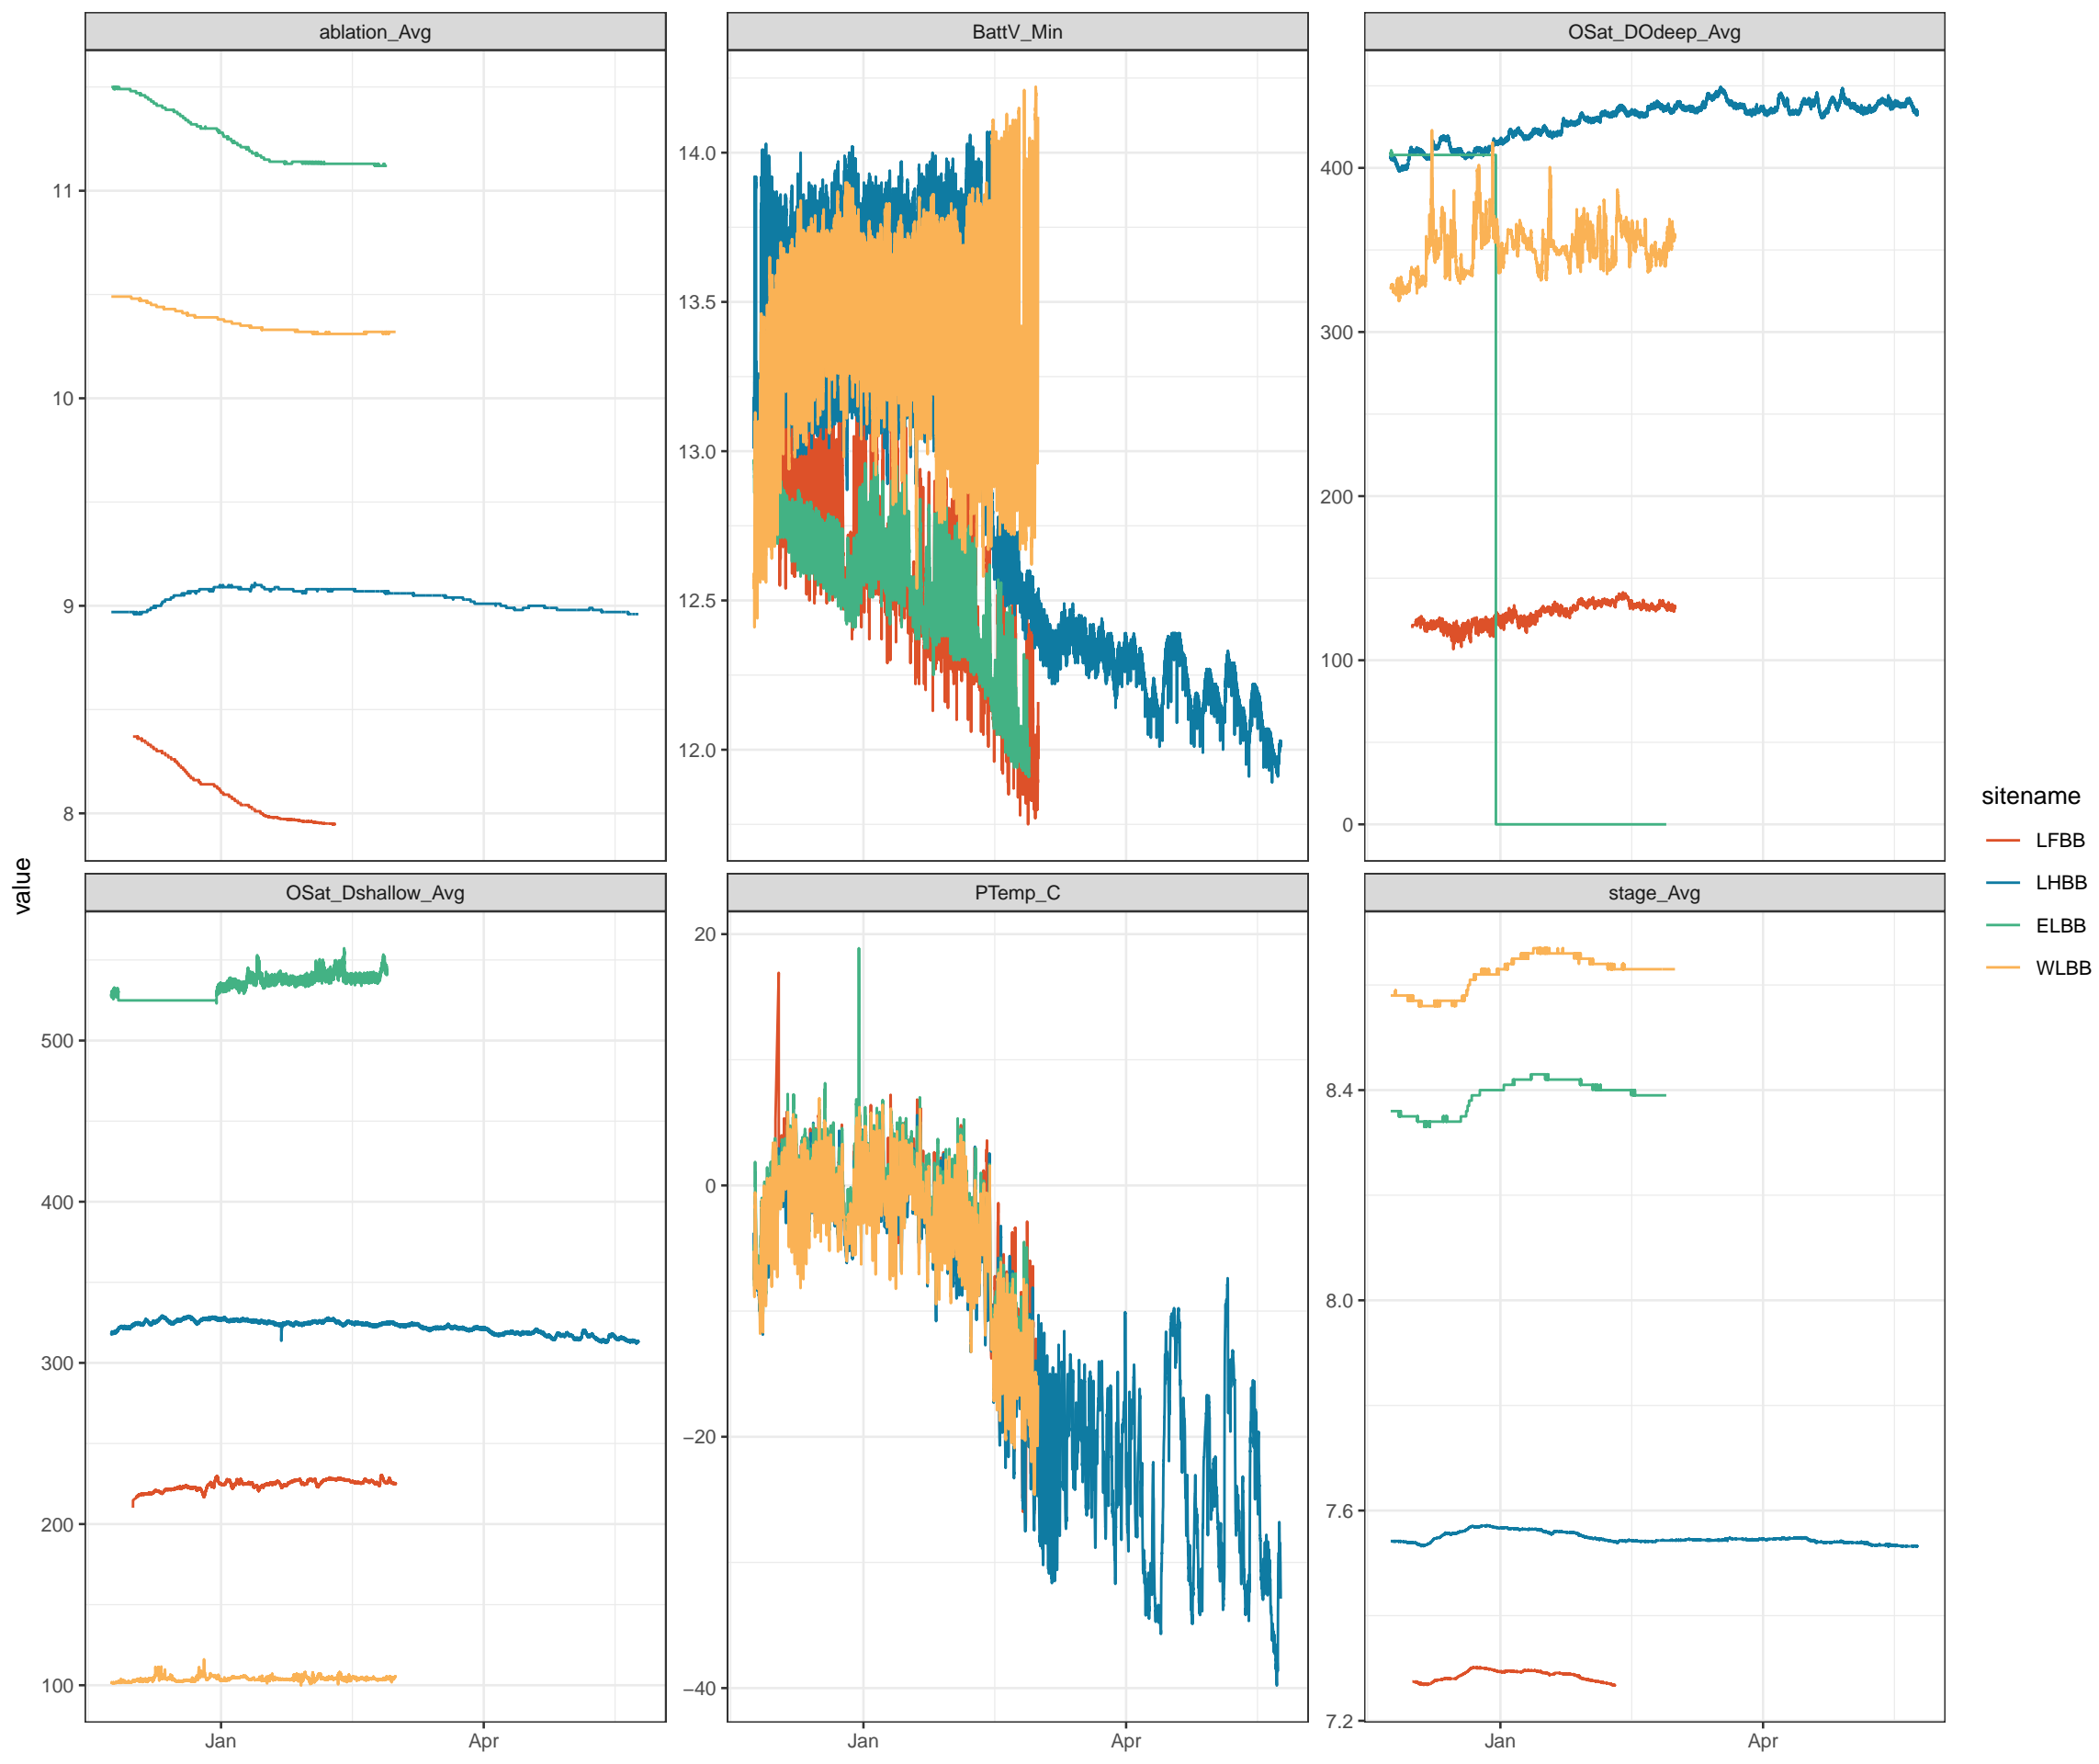 ablation_Avg
BattV_Min
OSat_DOdeep_Avg
11
10
9
8
14.0
13.5
13.0
12.5
12.0
400
300
200
100
0
value
OSat_Dshallow_Avg
PTemp_C
stage_Avg
500
400
300
200
100
20
0
−20
−40
8.4
8.0
7.6
7.2
Jan
Apr
Jan
Apr
Jan
Apr
sitename
LFBB
LHBB
ELBB
WLBB